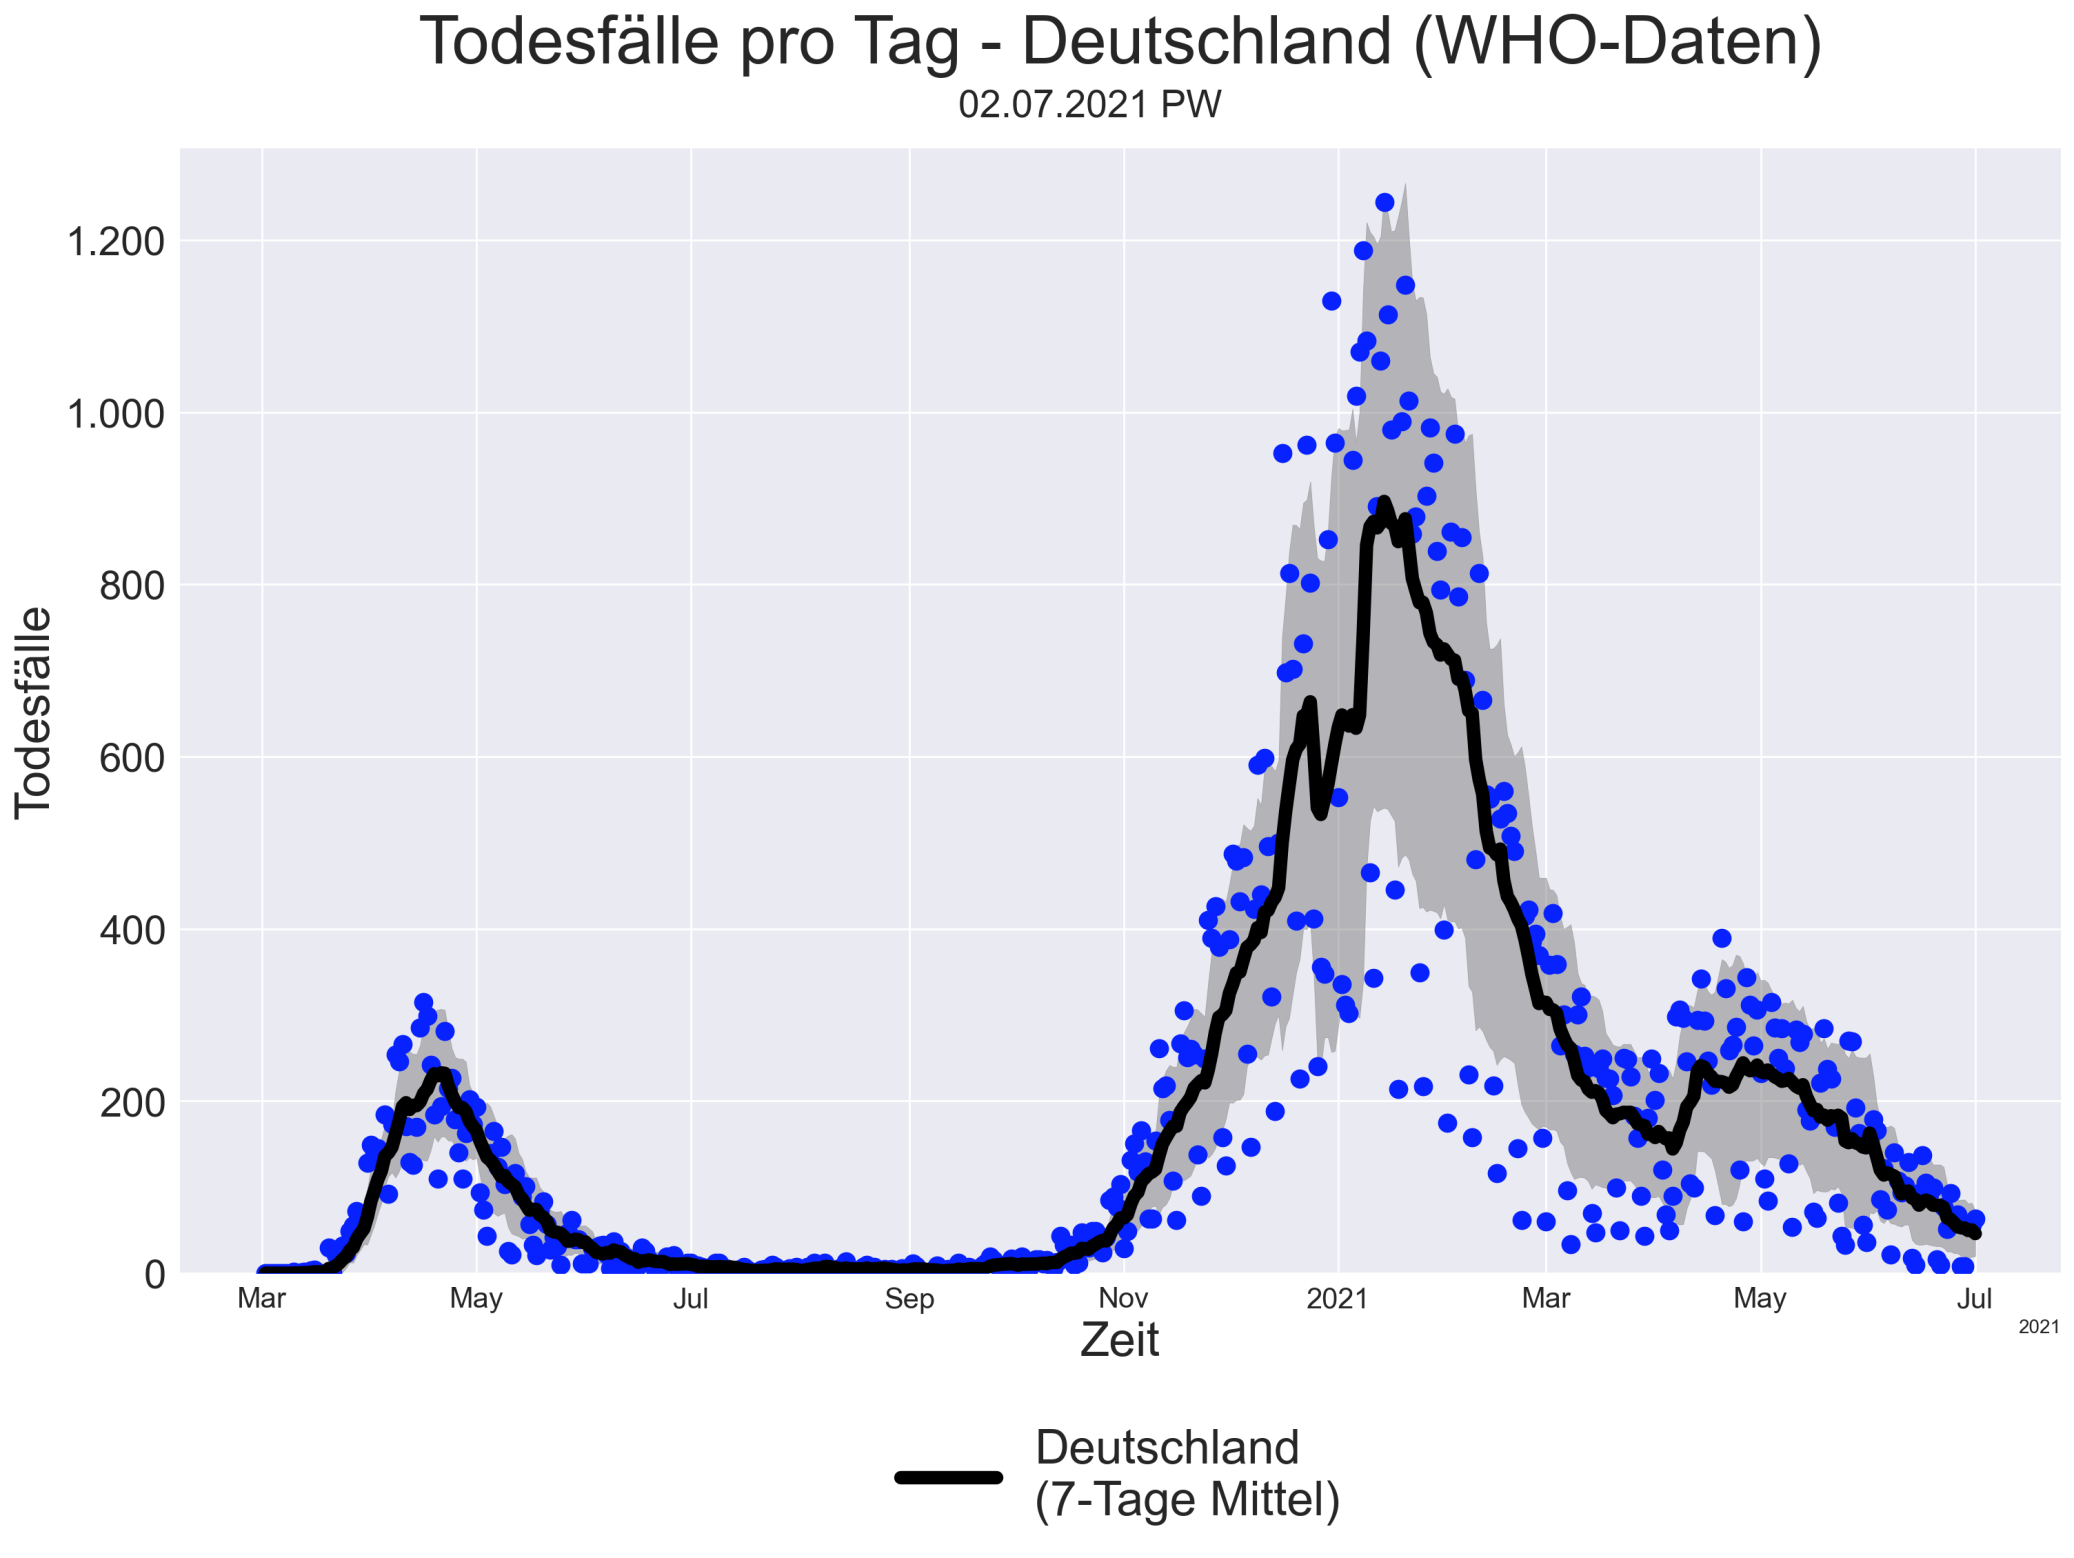 Todesfälle pro Tag - Deutschland (WHO-Daten)
02.07.2021 PW
Todesfälle
1.200
1.000
800
600
400
200
0
Mar May Jul Sep Nov 2021 Mar May Jul
2021
Zeit
Deutschland
(7-Tage Mittel)